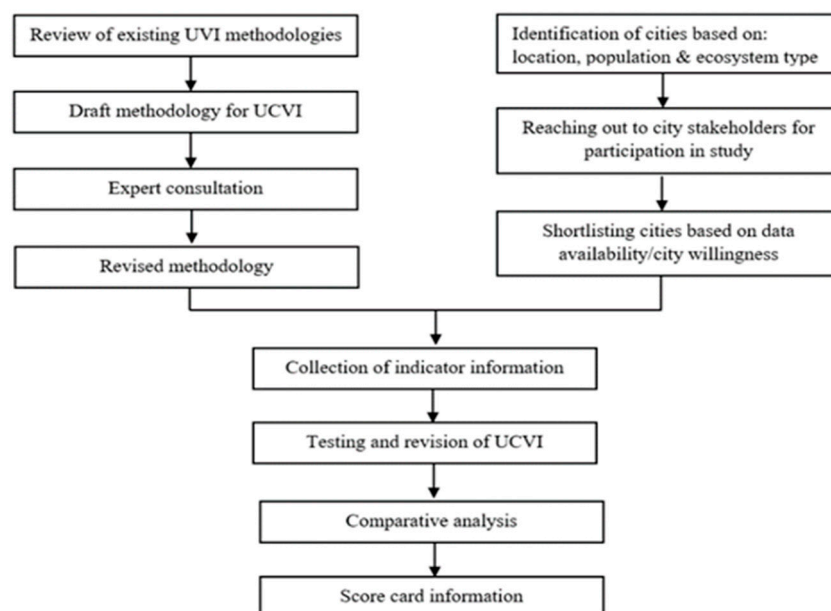 Review of existing UVI methodologies
Draft methodology for UCVI
Expert consultation
Revised methodology
Identification of cities based on:
location, population & ecosystem type
Reaching out to city stakeholders for
participation in study
Shortlisting cities based on data
availability/city willingness
Collection of indicator information
Testing and revision of UCVI
Comparative analysis
Score card information